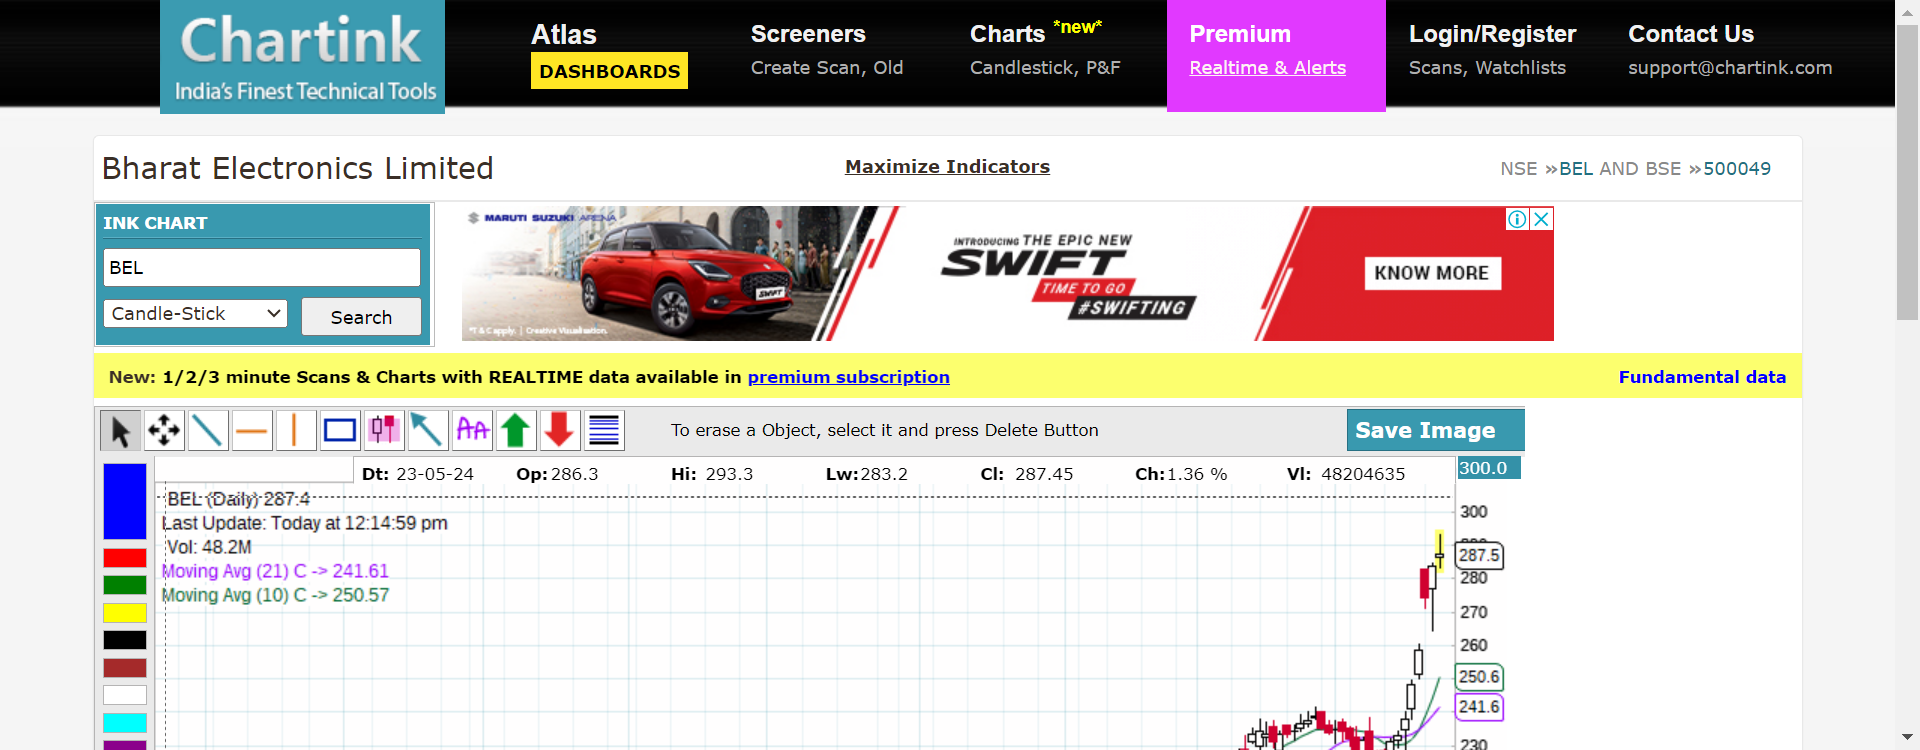 Chartink
India's Finest Technical Tools
Atlas
DASHBOARDS
Screeners
Create Scan, Old
Charts *new*
Candlestick, P&F
Premium
Realtime & Alerts
Login/Register
Scans, Watchlists
Contact Us
support@chartink.com
Bharat Electronics Limited
Maximize Indicators
NSE »BEL AND BSE »500049
INK CHART
BEL
Candle-Stick
Search
MARUTI SUZUKI ARENA
SWIFT
*T & C apply. | Creative Visualisation.
INTRODUCING THE EPIC NEW
SWIFT
TIME TO GO
#SWIFTING
KNOW MORE
New: 1/2/3 minute Scans & Charts with REALTIME data available in premium subscription
Fundamental data
AA
To erase a Object, select it and press Delete Button
Save Image
Dt: 23-05-24 Op:286.3 Hi: 293.3 Lw:283.2 Cl: 287.45 Ch:1.36 % Vl: 48204635
300.0
BEL (Daily) 287.4
Last Update: Today at 12:14:59 pm
Vol: 48.2M
Moving Avg (21) C -> 241.61
Moving Avg (10) C -> 250.57
300
287.5
280
270
260
250.6
241.6
230